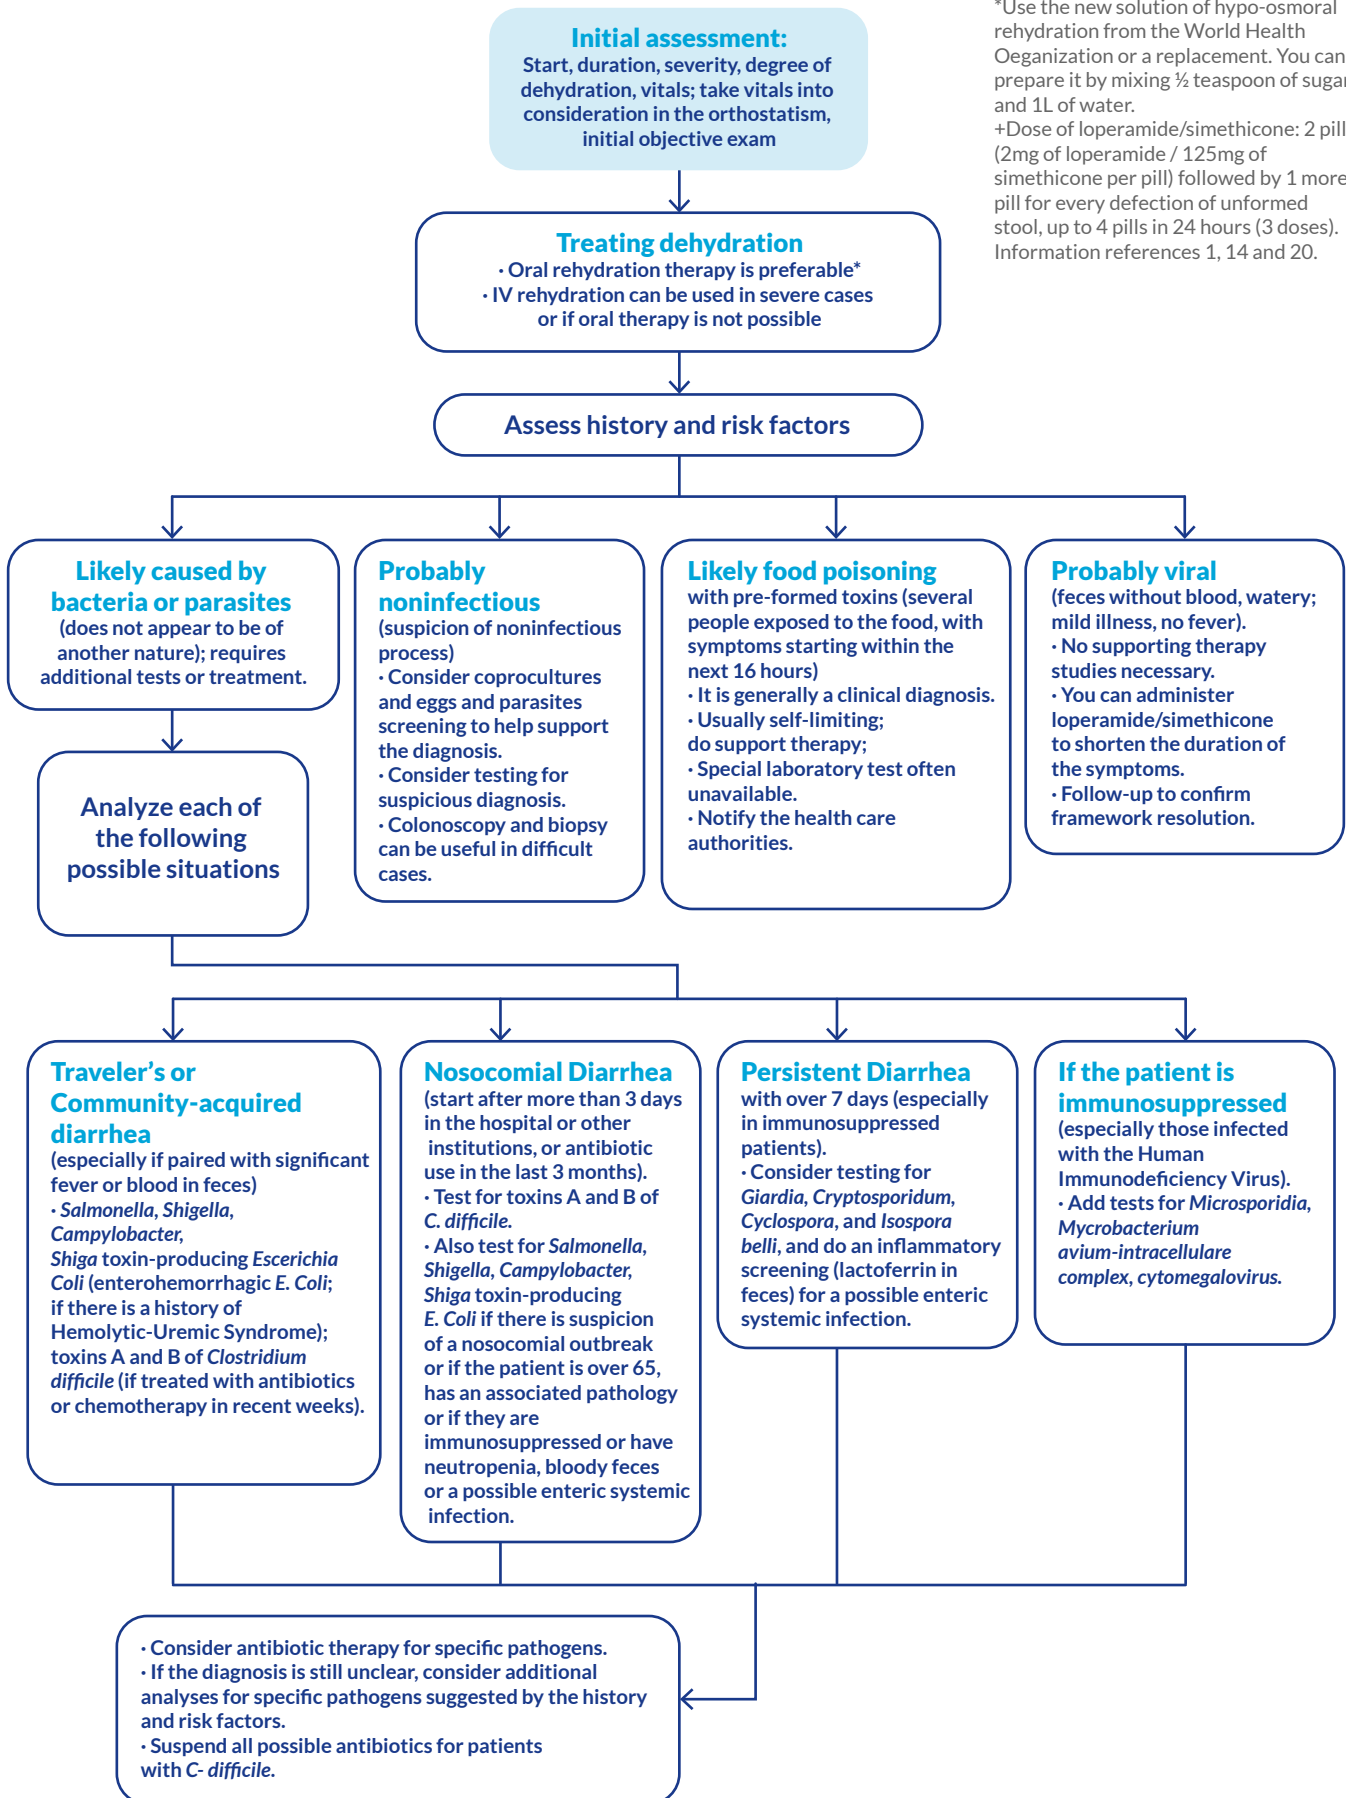 *Use the new solution of hypo-osmoral
rehydration from the World Health
Oeganization or a replacement. You can
prepare it by mixing ½ teaspoon of sugar
and 1L of water.
+Dose of loperamide/simethicone: 2 pill
(2mg of loperamide / 125mg of
simethicone per pill) followed by 1 more
pill for every defection of unformed
stool, up to 4 pills in 24 hours (3 doses).
Information references 1, 14 and 20.
Initial assessment:
Start, duration, severity, degree of
dehydration, vitals; take vitals into
consideration in the orthostatism,
initial objective exam
Treating dehydration
· Oral rehydration therapy is preferable*
· IV rehydration can be used in severe cases
or if oral therapy is not possible
Assess history and risk factors
Likely caused by
bacteria or parasites
(does not appear to be of
another nature); requires
additional tests or treatment.
Analyze each of
the following
possible situations
Probably
noninfectious
(suspicion of noninfectious
process)
· Consider coprocultures
and eggs and parasites
screening to help support
the diagnosis.
· Consider testing for
suspicious diagnosis.
· Colonoscopy and biopsy
can be useful in difficult
cases.
Likely food poisoning
with pre-formed toxins (several
people exposed to the food, with
symptoms starting within the
next 16 hours)
· It is generally a clinical diagnosis.
· Usually self-limiting;
do support therapy;
· Special laboratory test often
unavailable.
· Notify the health care
authorities.
Probably viral
(feces without blood, watery;
mild illness, no fever).
· No supporting therapy
studies necessary.
· You can administer
loperamide/simethicone
to shorten the duration of
the symptoms.
· Follow-up to confirm
framework resolution.
Traveler's or
Community-acquired
diarrhea
(especially if paired with significant
fever or blood in feces)
· Salmonella, Shigella,
Campylobacter,
Shiga toxin-producing Escerichia
Coli (enterohemorrhagic E. Coli;
if there is a history of
Hemolytic-Uremic Syndrome);
toxins A and B of Clostridium
difficile (if treated with antibiotics
or chemotherapy in recent weeks).
Nosocomial Diarrhea
(start after more than 3 days
in the hospital or other
institutions, or antibiotic
use in the last 3 months).
· Test for toxins A and B of
C. difficile.
· Also test for Salmonella,
Shigella, Campylobacter,
Shiga toxin-producing
E. Coli if there is suspicion
of a nosocomial outbreak
or if the patient is over 65,
has an associated pathology
or if they are
immunosuppressed or have
neutropenia, bloody feces
or a possible enteric systemic
infection.
Persistent Diarrhea
with over 7 days (especially
in immunosuppressed
patients).
· Consider testing for
Giardia, Cryptosporidum,
Cyclospora, and Isospora
belli, and do an inflammatory
screening (lactoferrin in
feces) for a possible enteric
systemic infection.
If the patient is
immunosuppressed
(especially those infected
with the Human
Immunodeficiency Virus).
· Add tests for Microsporidia,
Mycrobacterium
avium-intracellulare
complex, cytomegalovirus.
· Consider antibiotic therapy for specific pathogens.
· If the diagnosis is still unclear, consider additional
analyses for specific pathogens suggested by the history
and risk factors.
· Suspend all possible antibiotics for patients
with C- difficile.